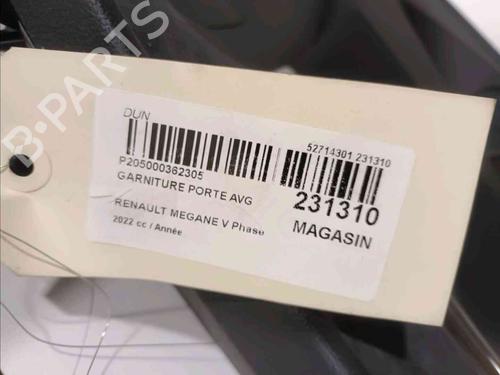 B-PARTS
DUN
52714301 231310
P205000362305
GARNITURE PORTE AVG
231310
RENAULT MEGANE V Phase
MAGASIN
2022 cc / Année